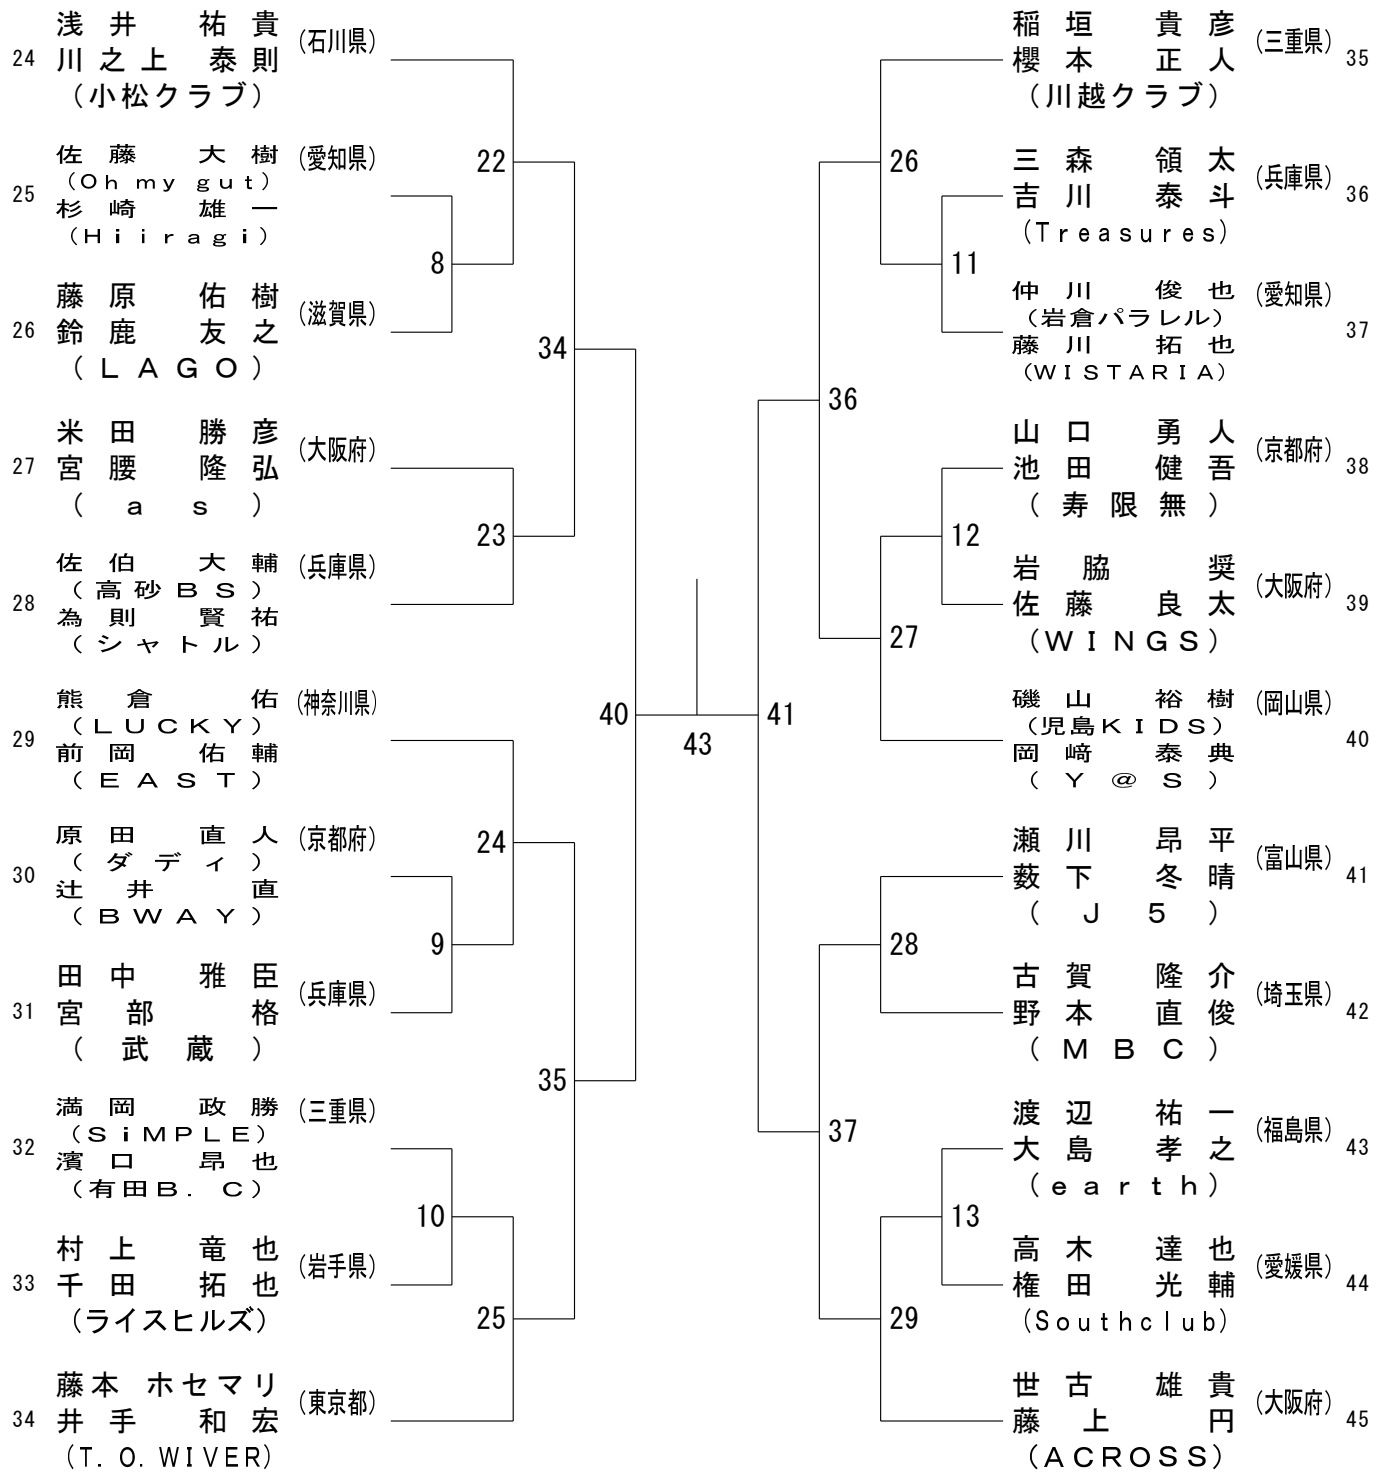 浅井 祐貴
(石川県)
24
川之上 泰則
(小松クラブ)
佐藤 大樹
(愛知県)
(Oh my gut)
25
杉崎 雄一
(Hiiragi)
藤原 佑樹
(滋賀県)
26
鈴鹿 友之
(LAGO)
米田 勝彦
(大阪府)
27
宮腰 隆弘
(as)
佐伯 大輔
(兵庫県)
(高砂BS)
28
為則 賢祐
(シャトル)
熊倉 佑
(神奈川県)
(LUCKY)
29
前岡 佑輔
(EAST)
原田 直人
(京都府)
(ダディ)
30
辻井 直
(BWAY)
田中 雅臣
(兵庫県)
31
宮部 格
(武蔵)
満岡 政勝
(三重県)
(SiMPLE)
32
濱口 昂也
(有田B.C)
村上 竜也
(岩手県)
33
千田 拓也
(ライスヒルズ)
藤本 ホセマリ
(東京都)
34
井手 和宏
(T.O.WIVER)
22
8
34
23
40
24
9
35
10
25
43
41
26
11
36
12
27
28
37
13
29
稲垣 貴彦
(三重県)
櫻本 正人
35
(川越クラブ)
三森 領太
(兵庫県)
吉川 泰斗
36
(Treasures)
仲川 俊也
(愛知県)
(岩倉パラレル)
37
藤川 拓也
(WISTARIA)
山口 勇人
(京都府)
池田 健吾
38
(寿限無)
岩脇 奨
(大阪府)
佐藤 良太
39
(WINGS)
磯山 裕樹
(岡山県)
(児島KIDS)
40
岡﨑 泰典
(Y@S)
瀬川 昂平
(富山県)
薮下 冬晴
41
(J5)
古賀 隆介
(埼玉県)
野本 直俊
42
(MBC)
渡辺 祐一
(福島県)
大島 孝之
43
(earth)
高木 達也
(愛媛県)
権田 光輔
44
(Southclub)
世古 雄貴
(大阪府)
藤上 円
45
(ACROSS)